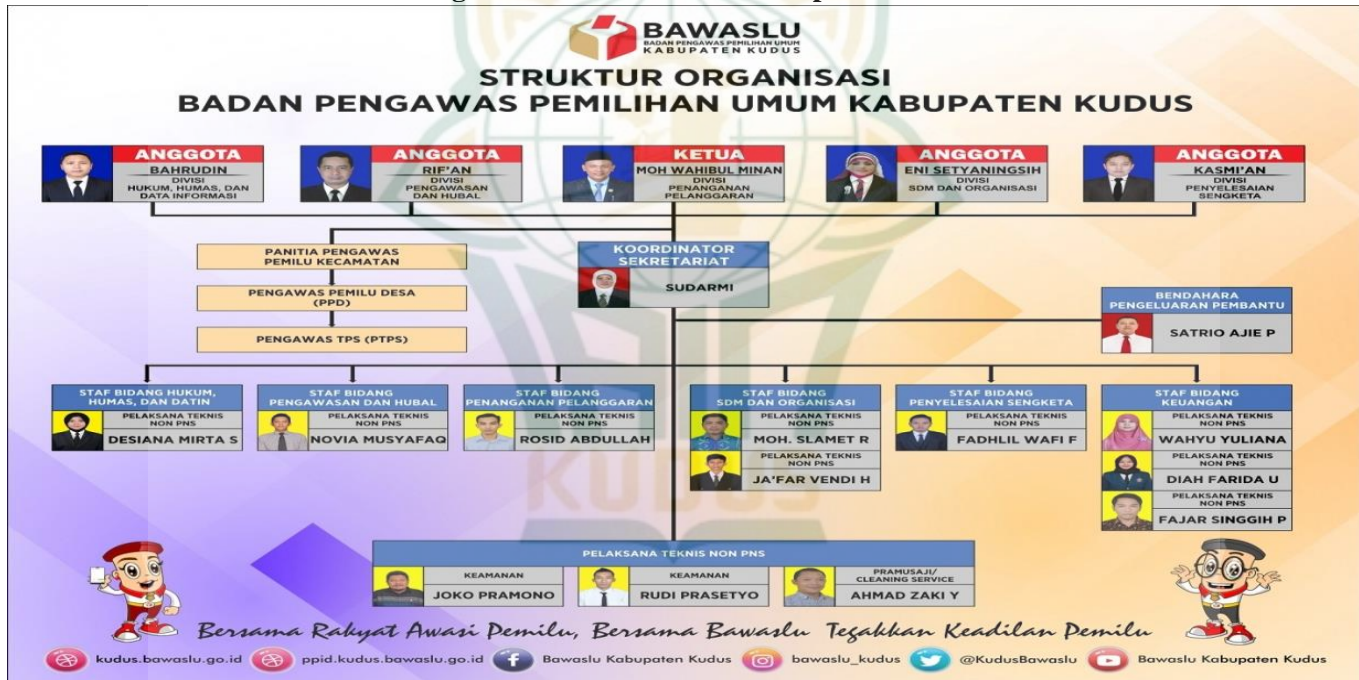 BAWASLU
BADAN PENGAWAS PEMILIHAN UMUM
KABUPATEN KUDUS
STRUKTUR ORGANISASI
BADAN PENGAWAS PEMILIHAN UMUM KABUPATEN KUDUS
ANGGOTA
BAHRUDIN
DIVISI
HUKUM, HUMAS, DAN
DATA INFORMASI
ANGGOTA
RIF'AN
DIVISI
PENGAWASAN
DAN HUBAL
KETUA
MOH WAHIBUL MINAN
DIVISI
PENANGANAN
PELANGGARAN
ANGGOTA
ENI SETYANINGSIH
DIVISI
SDM DAN ORGANISASI
ANGGOTA
KASMI'AN
DIVISI
PENYELESAIAN
SENGKETA
PANITIA PENGAWAS
PEMILU KECAMATAN
PENGAWAS PEMILU DESA
(PPD)
PENGAWAS TPS (PTPS)
KOORDINATOR
SEKRETARIAT
SUDARMI
BENDAHARA
PENGELUARAN PEMBANTU
SATRIO AJIE P
STAF BIDANG HUKUM,
HUMAS, DAN DATIN
PELAKSANA TEKNIS
NON PNS
DESIANA MIRTA S
STAF BIDANG
PENGAWASAN DAN HUBAL
PELAKSANA TEKNIS
NON PNS
NOVIA MUSYAFAQ
STAF BIDANG
PENANGANAN PELANGGARAN
PELAKSANA TEKNIS
NON PNS
ROSID ABDULLAH
STAF BIDANG
SDM DAN ORGANISASI
PELAKSANA TEKNIS
NON PNS
MOH. SLAMET R
PELAKSANA TEKNIS
NON PNS
JA'FAR VENDI H
STAF BIDANG
PENYELESAIAN SENGKETA
PELAKSANA TEKNIS
NON PNS
FADHLIL WAFI F
STAF BIDANG
KEUANGAN
PELAKSANA TEKNIS
NON PNS
WAHYU YULIANA
PELAKSANA TEKNIS
NON PNS
DIAH FARIDA U
PELAKSANA TEKNIS
NON PNS
FAJAR SINGGIH P
KUDUS
PELAKSANA TEKNIS NON PNS
KEAMANAN
JOKO PRAMONO
KEAMANAN
RUDI PRASETYO
PRAMUSAJI/
CLEANING SERVICE
AHMAD ZAKI Y
Bersama Rakyat Awasi Pemilu, Bersama Bawaslu Tegakkan Keadilan Pemilu
kudus.bawaslu.go.id
ppid.kudus.bawaslu.go.id
Bawaslu Kabupaten Kudus
bawaslu_kudus
@KudusBawaslu
Bawaslu Kabupaten Kudus